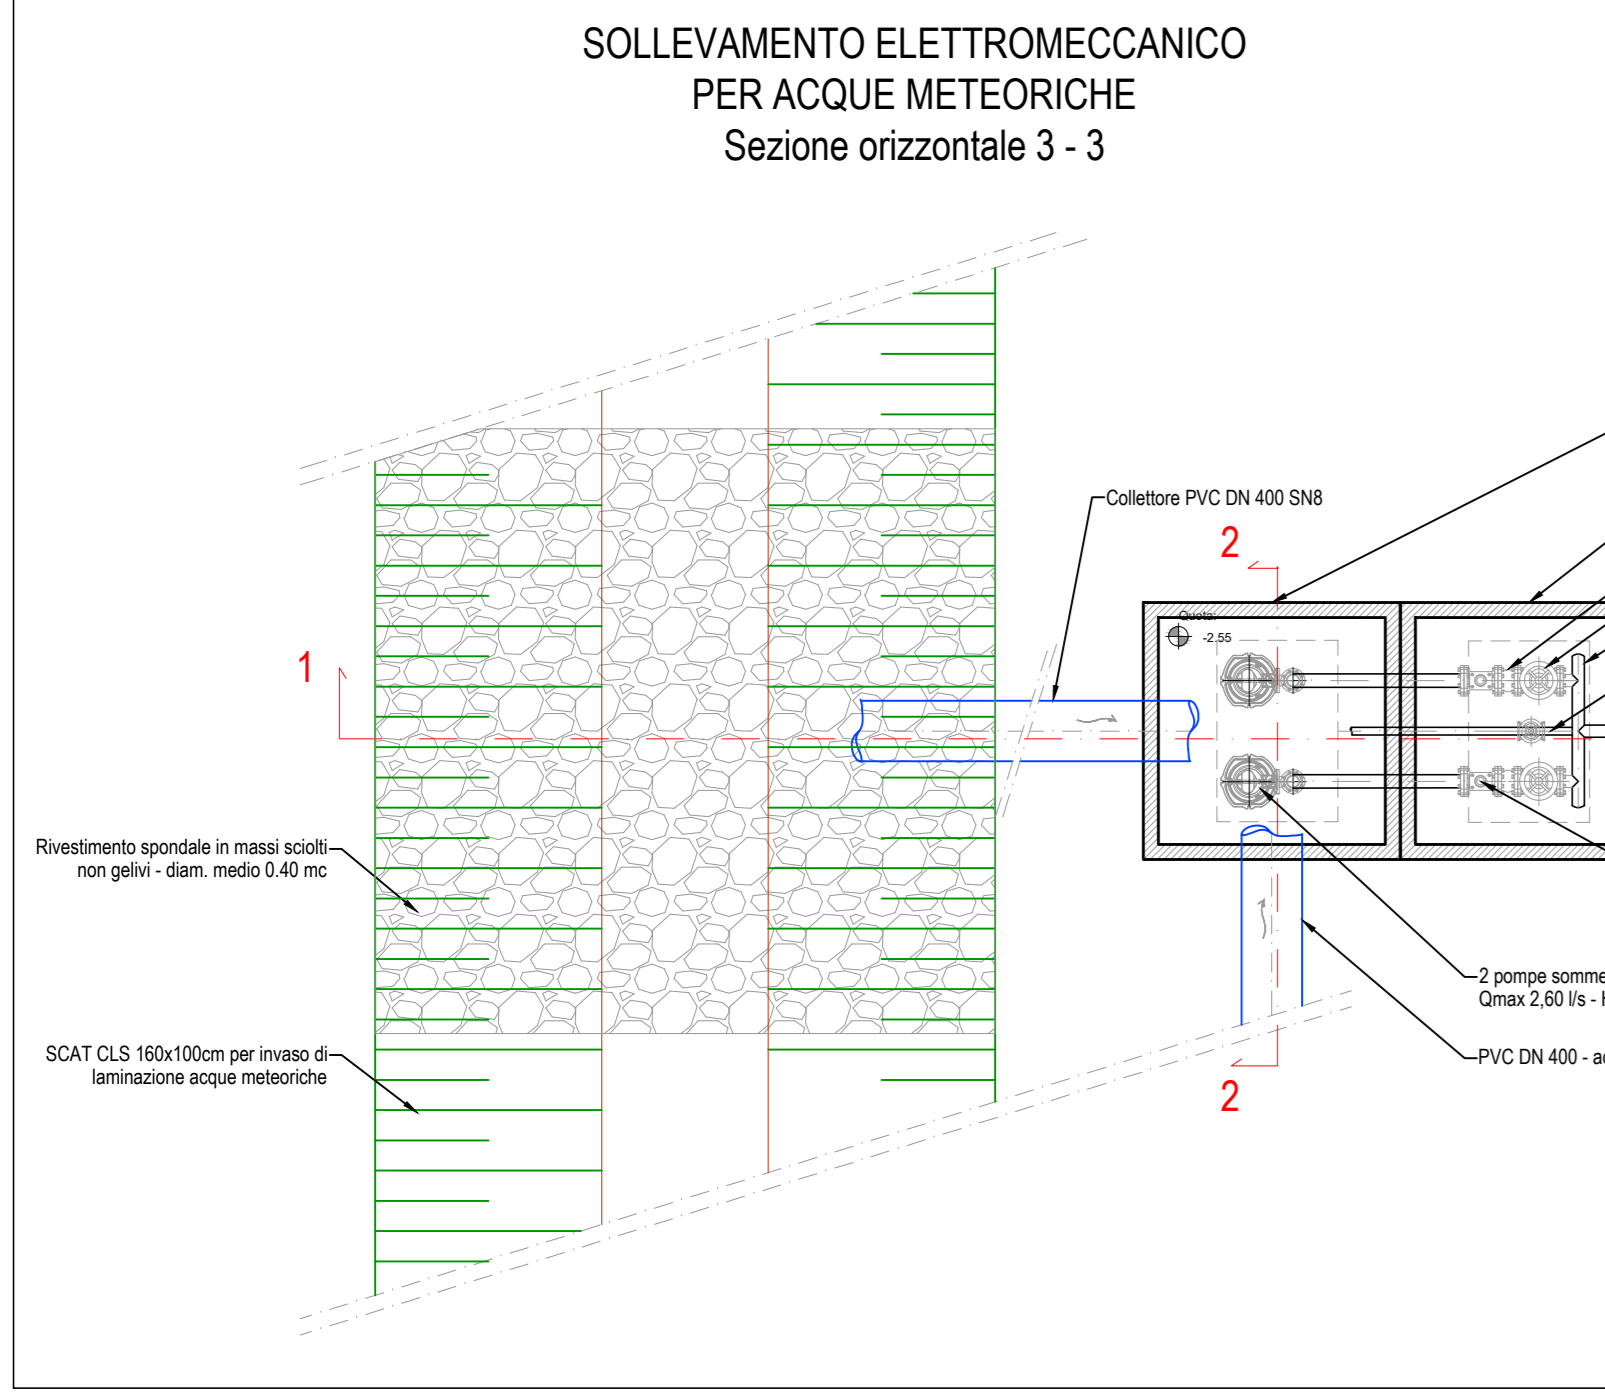 SOLLEVAMENTO ELETTROMECCANICO
PER ACQUE METEORICHE
Sezione orizzontale 3 - 3
Collettore PVC DN 400 SN8
2
Quota:
-2.55
1
Rivestimento spondale in massi sciolti
non gelivi - diam. medio 0.40 mc
2 pompe somme
Qmax 2,60 l/s -
SCAT CLS 160x100cm per invaso di
laminazione acque meteoriche
PVC DN 400 -
2